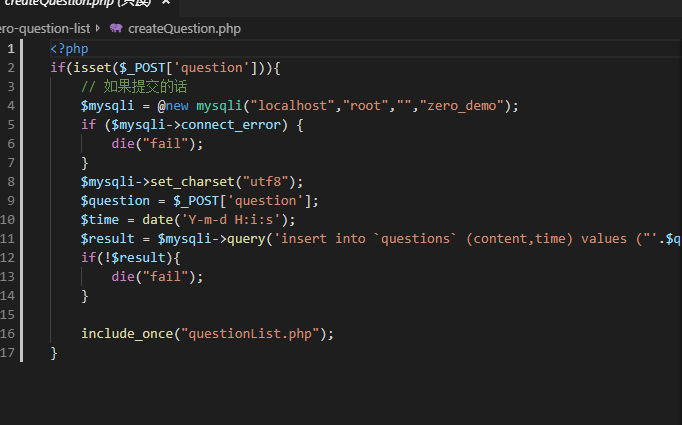 createQuestion.php (只读) ×
ero-question-list › createQuestion.php
1 <?php
2 if(isset($_POST['question'])){
3 // 如果提交的话
4 $mysqli = @new mysqli("localhost","root","","zero_demo");
5 if ($mysqli->connect_error) {
6 die("fail");
7 }
8 $mysqli->set_charset("utf8");
9 $question = $_POST['question'];
10 $time = date('Y-m-d H:i:s');
11 $result = $mysqli->query('insert into `questions` (content,time) values ("'.$q
12 if(!$result){
13 die("fail");
14 }
15
16 include_once("questionList.php");
17 }